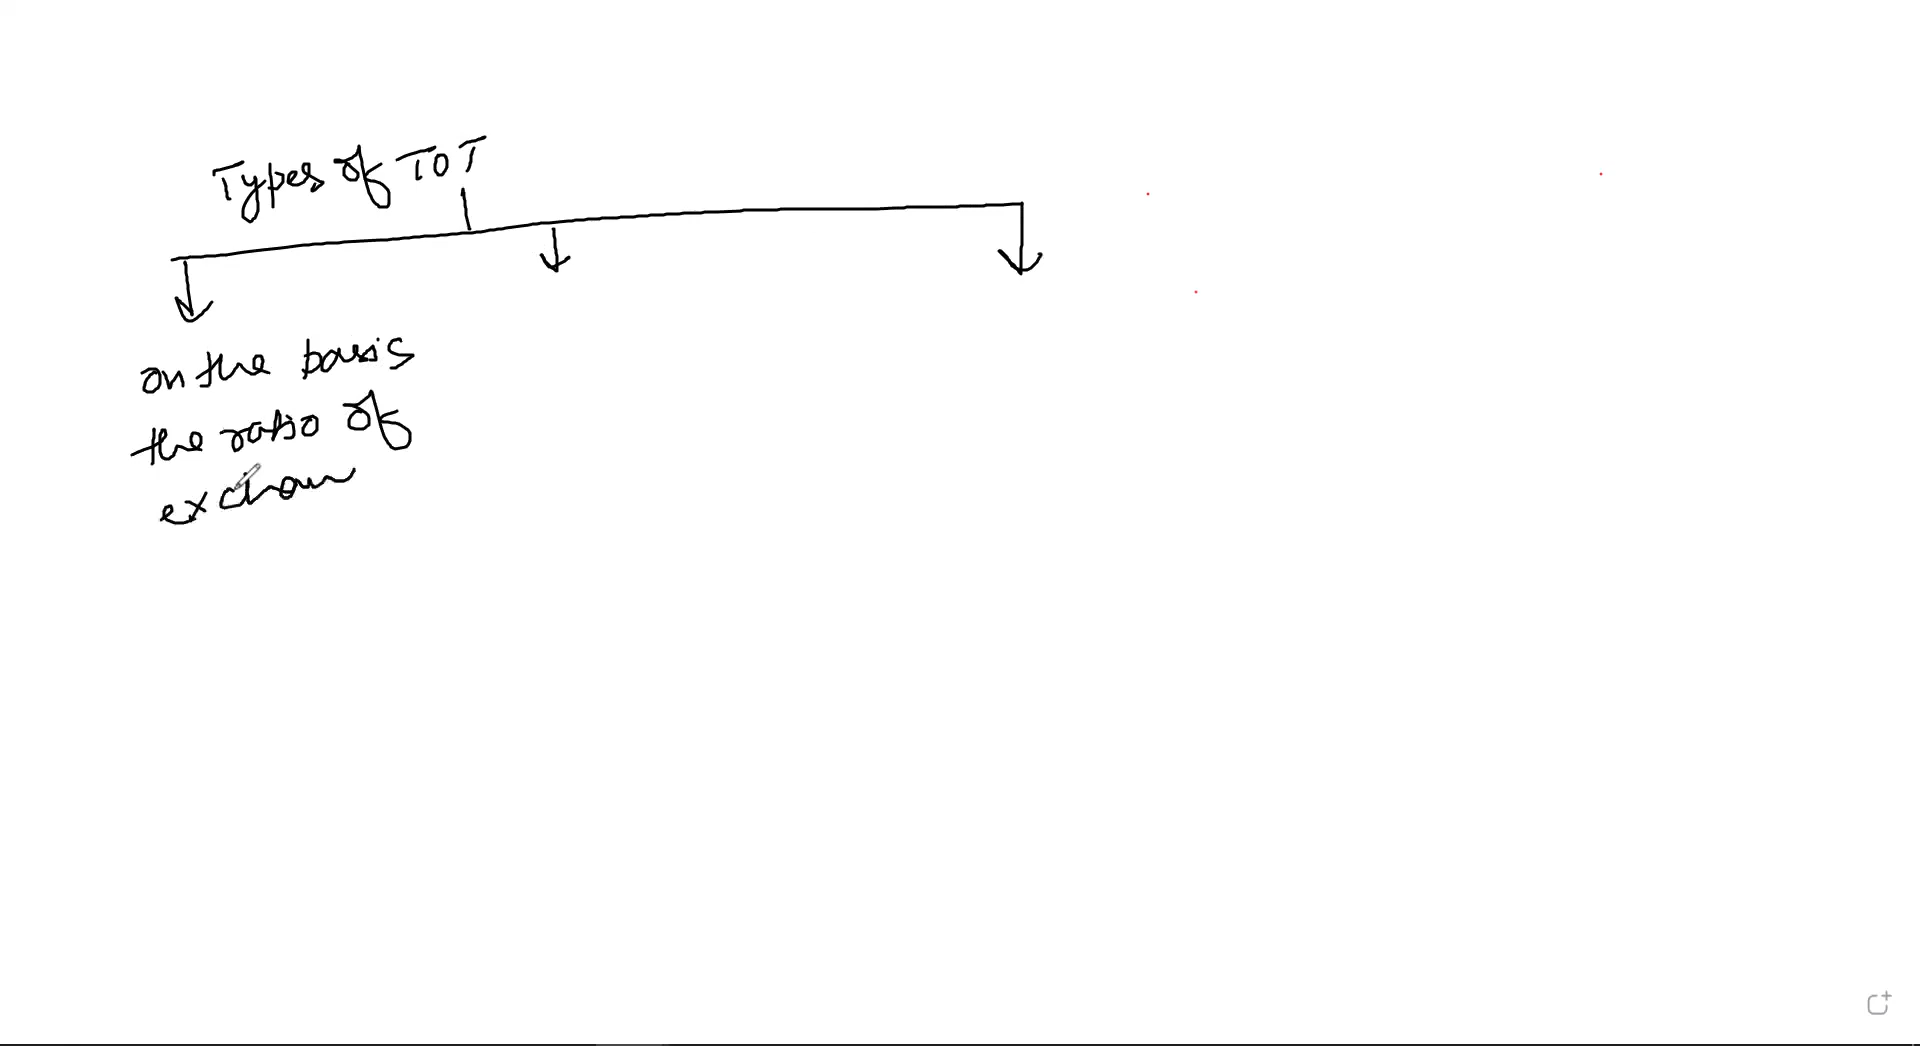 Types of TOT
on the basis
the ratio of